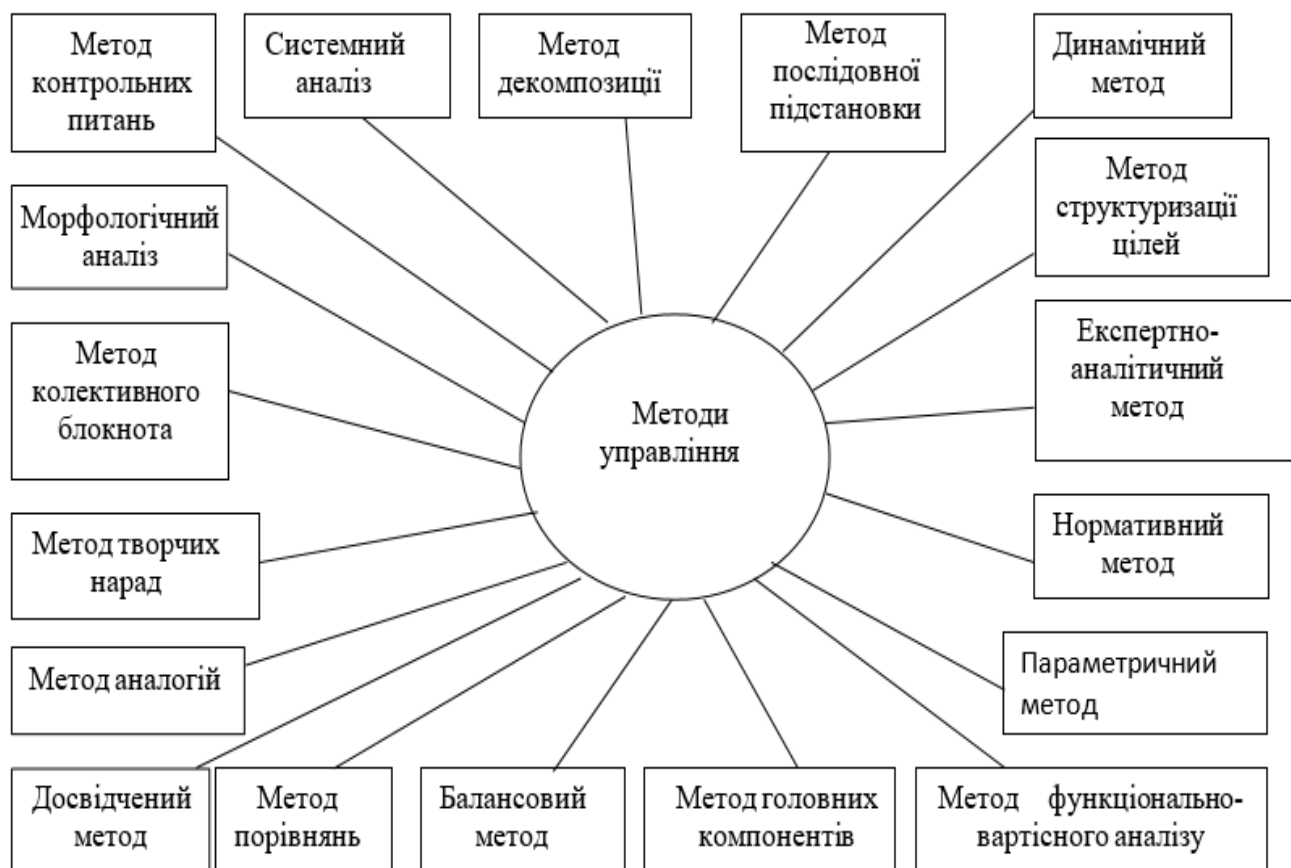 Метод
контрольних
питань
Системний
аналіз
Метод
декомпозиції
Метод
послідовної
підстановки
Динамічний
метод
Морфологічний
аналіз
Метод
структуризації
цілей
Метод
колективного
блокнота
Експертно-
аналітичний
метод
Методи
управління
Метод творчих
нарад
Нормативний
метод
Метод аналогій
Параметричний
метод
Досвідчений
метод
Метод
порівнянь
Балансовий
метод
Метод головних
компонентів
Метод функціонально-
вартісного аналізу